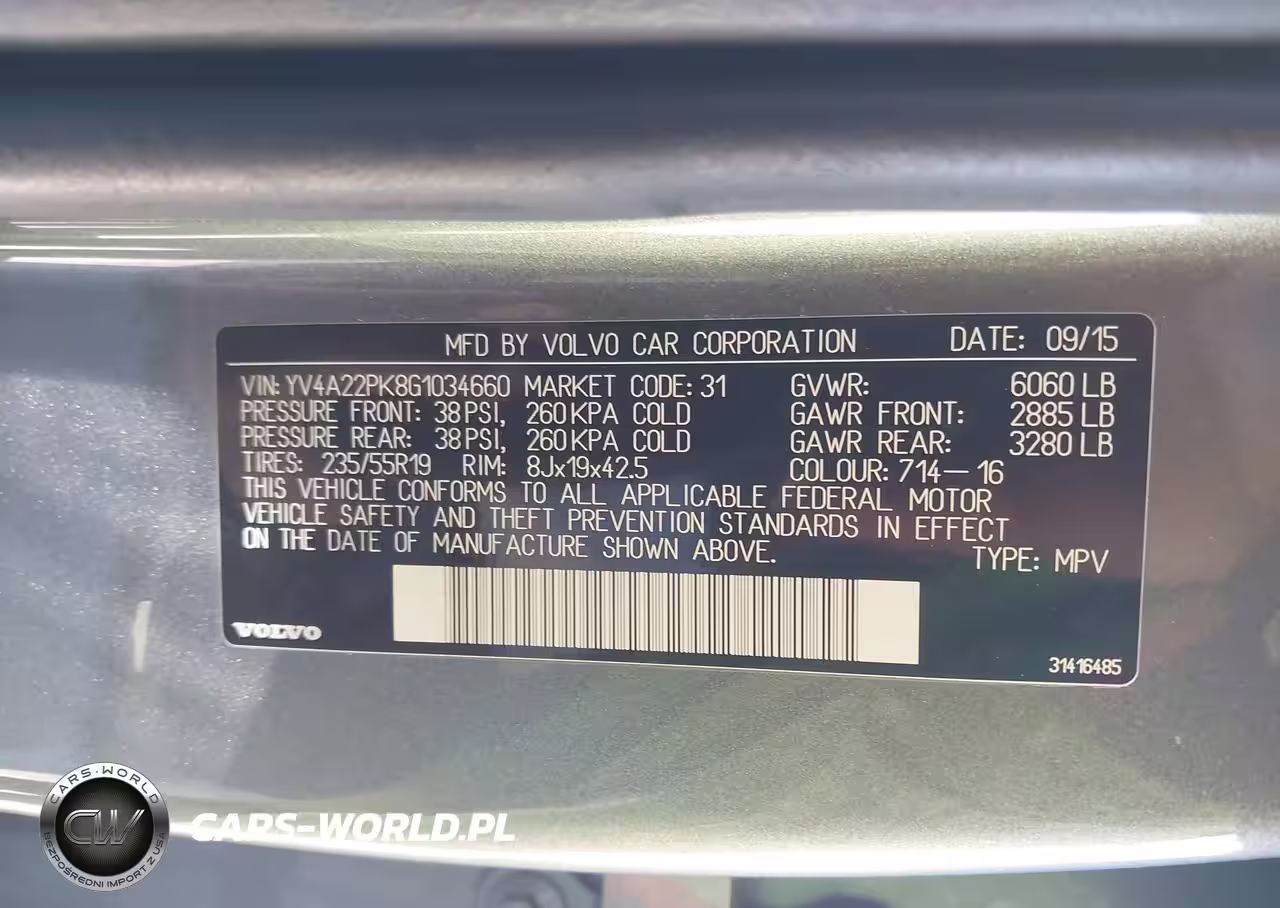 MFD BY VOLVO CAR CORPORATION DATE: 09/15
VIN: YV4A22PK8G1034660 MARKET CODE: 31 GVWR: 6060 LB
PRESSURE FRONT: 38 PSI, 260 KPA COLD GAWR FRONT: 2885 LB
PRESSURE REAR: 38 PSI, 260 KPA COLD GAWR REAR: 3280 LB
TIRES: 235/55R19 RIM: 8Jx19x42.5 COLOUR: 714-16
THIS VEHICLE CONFORMS TO ALL APPLICABLE FEDERAL MOTOR
VEHICLE SAFETY AND THEFT PREVENTION STANDARDS IN EFFECT
ON THE DATE OF MANUFACTURE SHOWN ABOVE. TYPE: MPV
VOLVO
31416485
CARS-WORLD
CW
BEZPOŚREDNI IMPORT Z USA
CARS-WORLD.PL